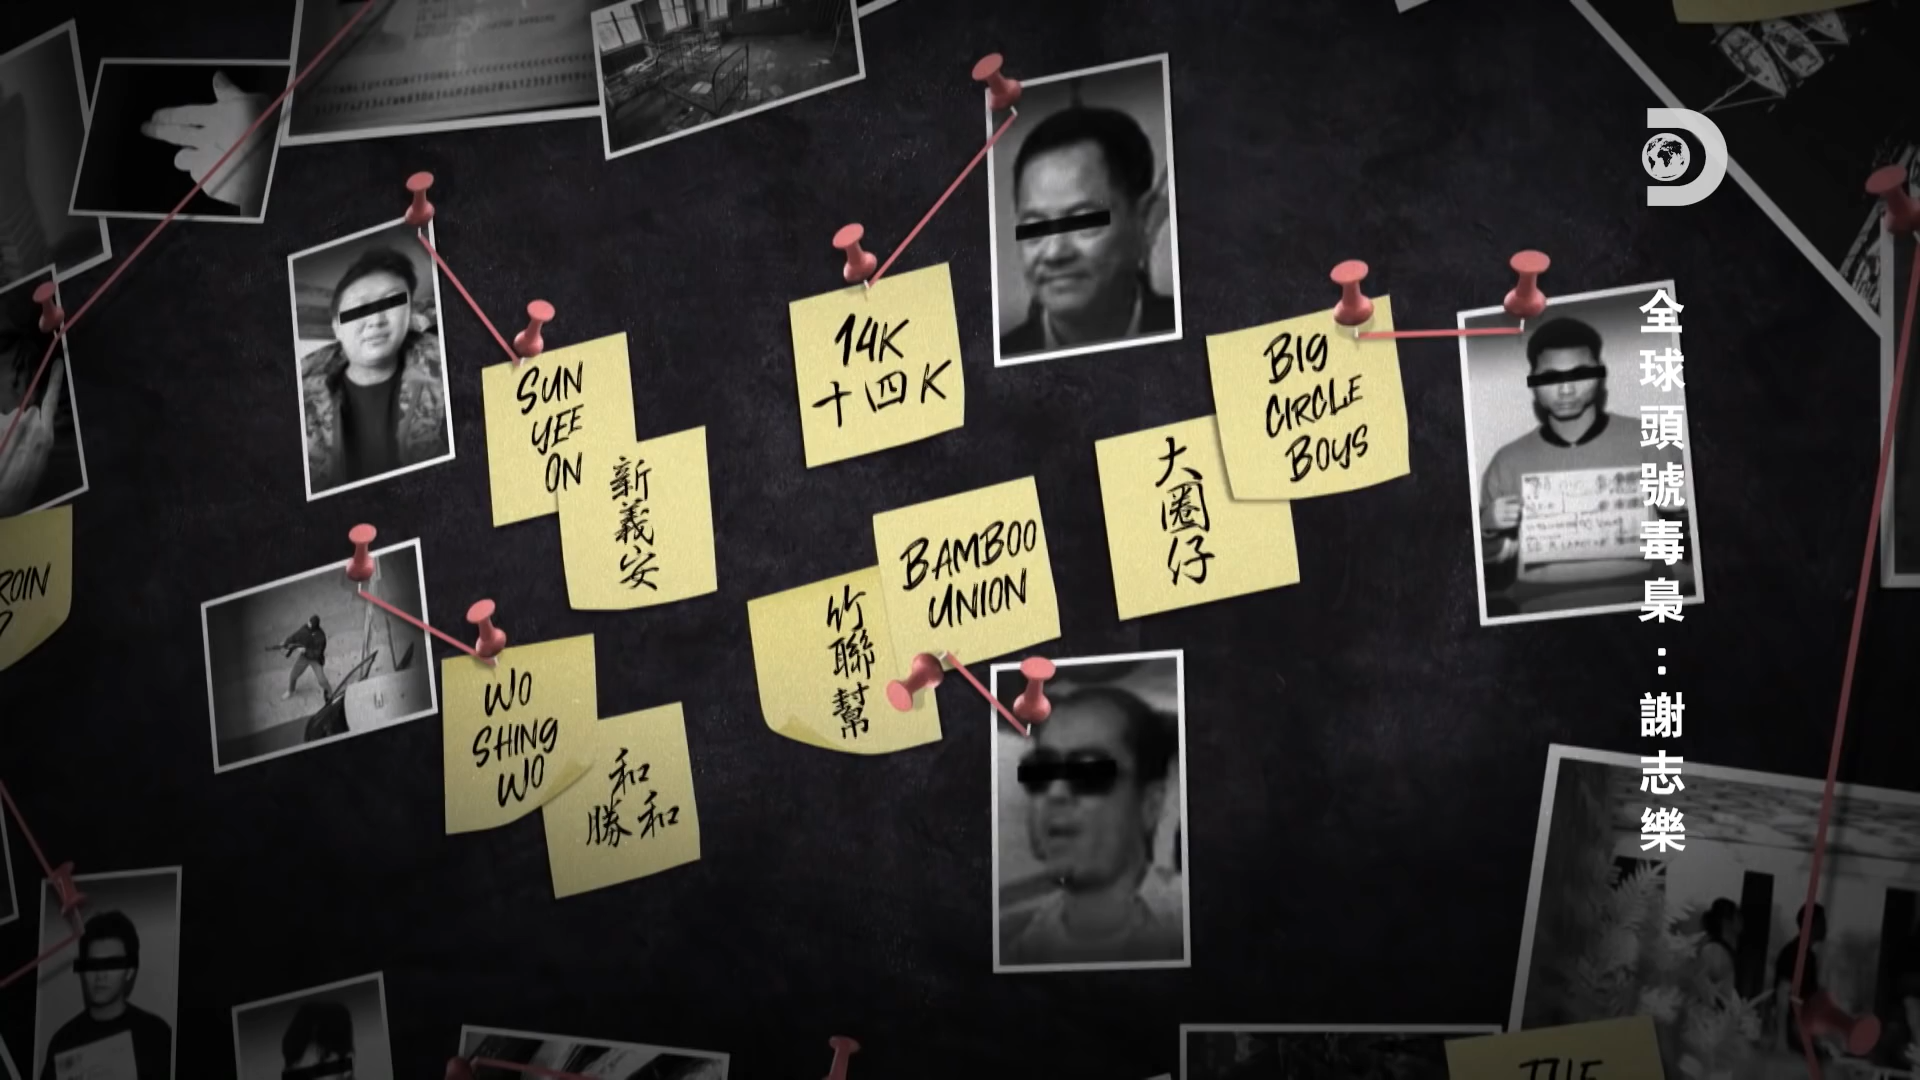 SUN
YEE
ON
新
義
安
14K
十四K
BIG
CIRCLE
BOYS
大
圈
仔
BAMBOO
UNION
竹
聯
幫
WO
SHING
WO
和
勝和
全球頭號毒梟：謝志樂
THE